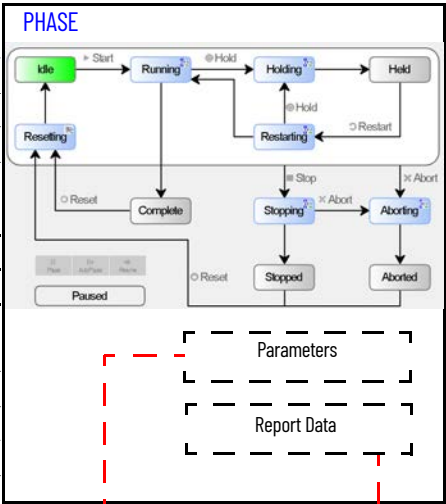 PHASE
Start
Hold
Idle
Running
Holding
Held
Hold
Restart
Resetting
Restarting
Stop
Abort
Reset
Abort
Complete
Stopping
Aborting
Reset
Stopped
Aborted
Paused
Parameters
Report Data